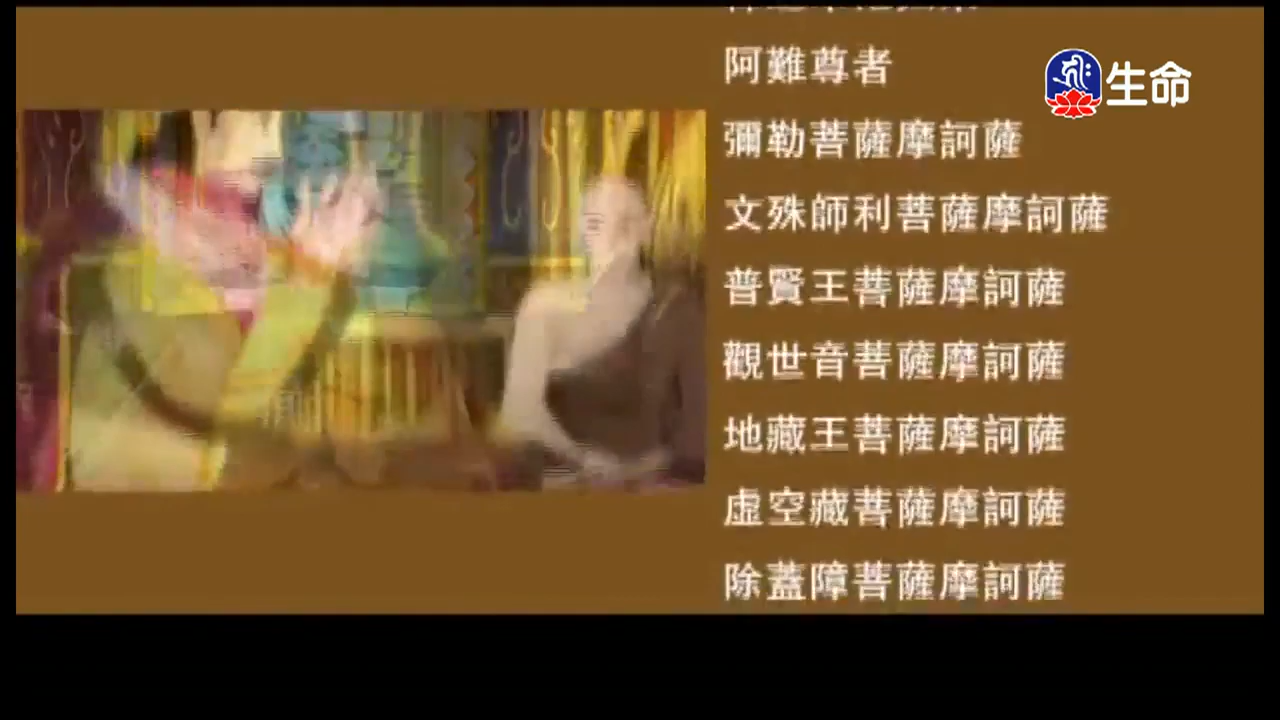 阿難尊者
生命
彌勒菩薩摩訶薩
文殊師利菩薩摩訶薩
普賢王菩薩摩訶薩
觀世音菩薩摩訶薩
地藏王菩薩摩訶薩
虛空藏菩薩摩訶薩
除蓋障菩薩摩訶薩